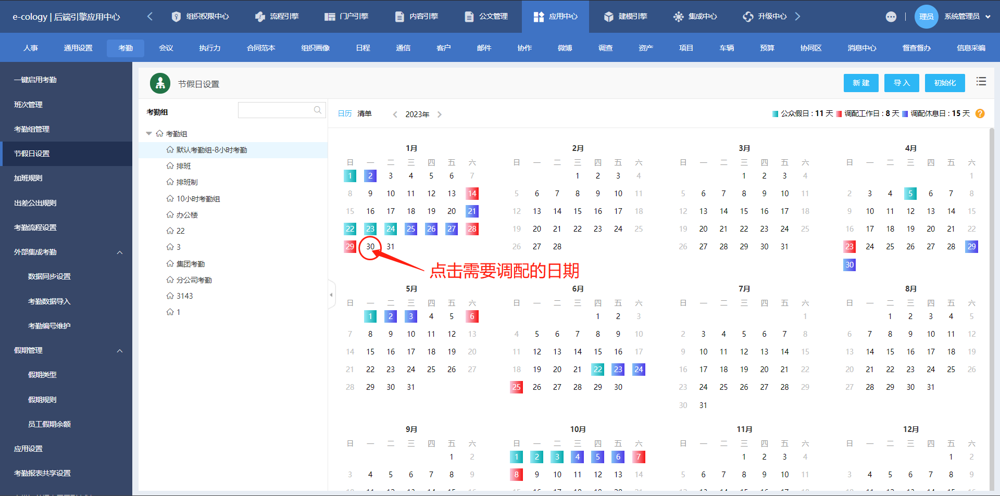 e-cology | 后端引擎应用中心 组织权限中心 流程引擎 门户引擎 内容引擎 公文管理 应用中心 建模引擎 集成中心 升级中心 理员 系统管理员
人事 通用设置 考勤 会议 执行力 合同范本 组织画像 日程 通信 客户 邮件 协作 微博 调查 资产 项目 车辆 预算 协同区 消息中心 督查督办 信息采编
一键启用考勤
班次管理
考勤组管理
节假日设置
加班规则
出差公出规则
考勤流程设置
外部集成考勤
数据同步设置
考勤数据导入
考勤编号维护
假期管理
假期类型
假期规则
员工假期余额
应用设置
考勤报表共享设置
节假日设置 新 建 导 入 初始化
考勤组
考勤组
默认考勤组-8小时考勤
排班
排班制
10小时考勤组
办公楼
22
3
集团考勤
分公司考勤
3143
1
日历 清单 2023年 公众假日 : 11 天 调配工作日 : 8 天 调配休息日 : 15 天 ?
1月 2月 3月 4月
日 一 二 三 四 五 六 日 一 二 三 四 五 六 日 一 二 三 四 五 六 日 一 二 三 四 五 六
1 2 3 4 5 6 7 1 2 3 4 1 2 3 4 1
8 9 10 11 12 13 14 5 6 7 8 9 10 11 5 6 7 8 9 10 11 2 3 4 5 6 7 8
15 16 17 18 19 20 21 12 13 14 15 16 17 18 12 13 14 15 16 17 18 9 10 11 12 13 14 15
22 23 24 25 26 27 28 19 20 21 22 23 24 25 19 20 21 22 23 24 25 16 17 18 19 20 21 22
29 30 31 26 27 28 26 27 28 29 30 31 23 24 25 26 27 28 29
30
点击需要调配的日期
5月 6月 7月 8月
日 一 二 三 四 五 六 日 一 二 三 四 五 六 日 一 二 三 四 五 六 日 一 二 三 四 五 六
1 2 3 4 5 6 1 2 3 1 1 2 3 4 5
7 8 9 10 11 12 13 4 5 6 7 8 9 10 2 3 4 5 6 7 8 6 7 8 9 10 11 12
14 15 16 17 18 19 20 11 12 13 14 15 16 17 9 10 11 12 13 14 15 13 14 15 16 17 18 19
21 22 23 24 25 26 27 18 19 20 21 22 23 24 16 17 18 19 20 21 22 20 21 22 23 24 25 26
28 29 30 31 25 26 27 28 29 30 23 24 25 26 27 28 29 27 28 29 30 31
30 31
9月 10月 11月 12月
日 一 二 三 四 五 六 日 一 二 三 四 五 六 日 一 二 三 四 五 六 日 一 二 三 四 五 六
1 2 1 2 3 4 5 6 7 1 2 3 4 1 2
3 4 5 6 7 8 9 8 9 10 11 12 13 14 5 6 7 8 9 10 11 3 4 5 6 7 8 9